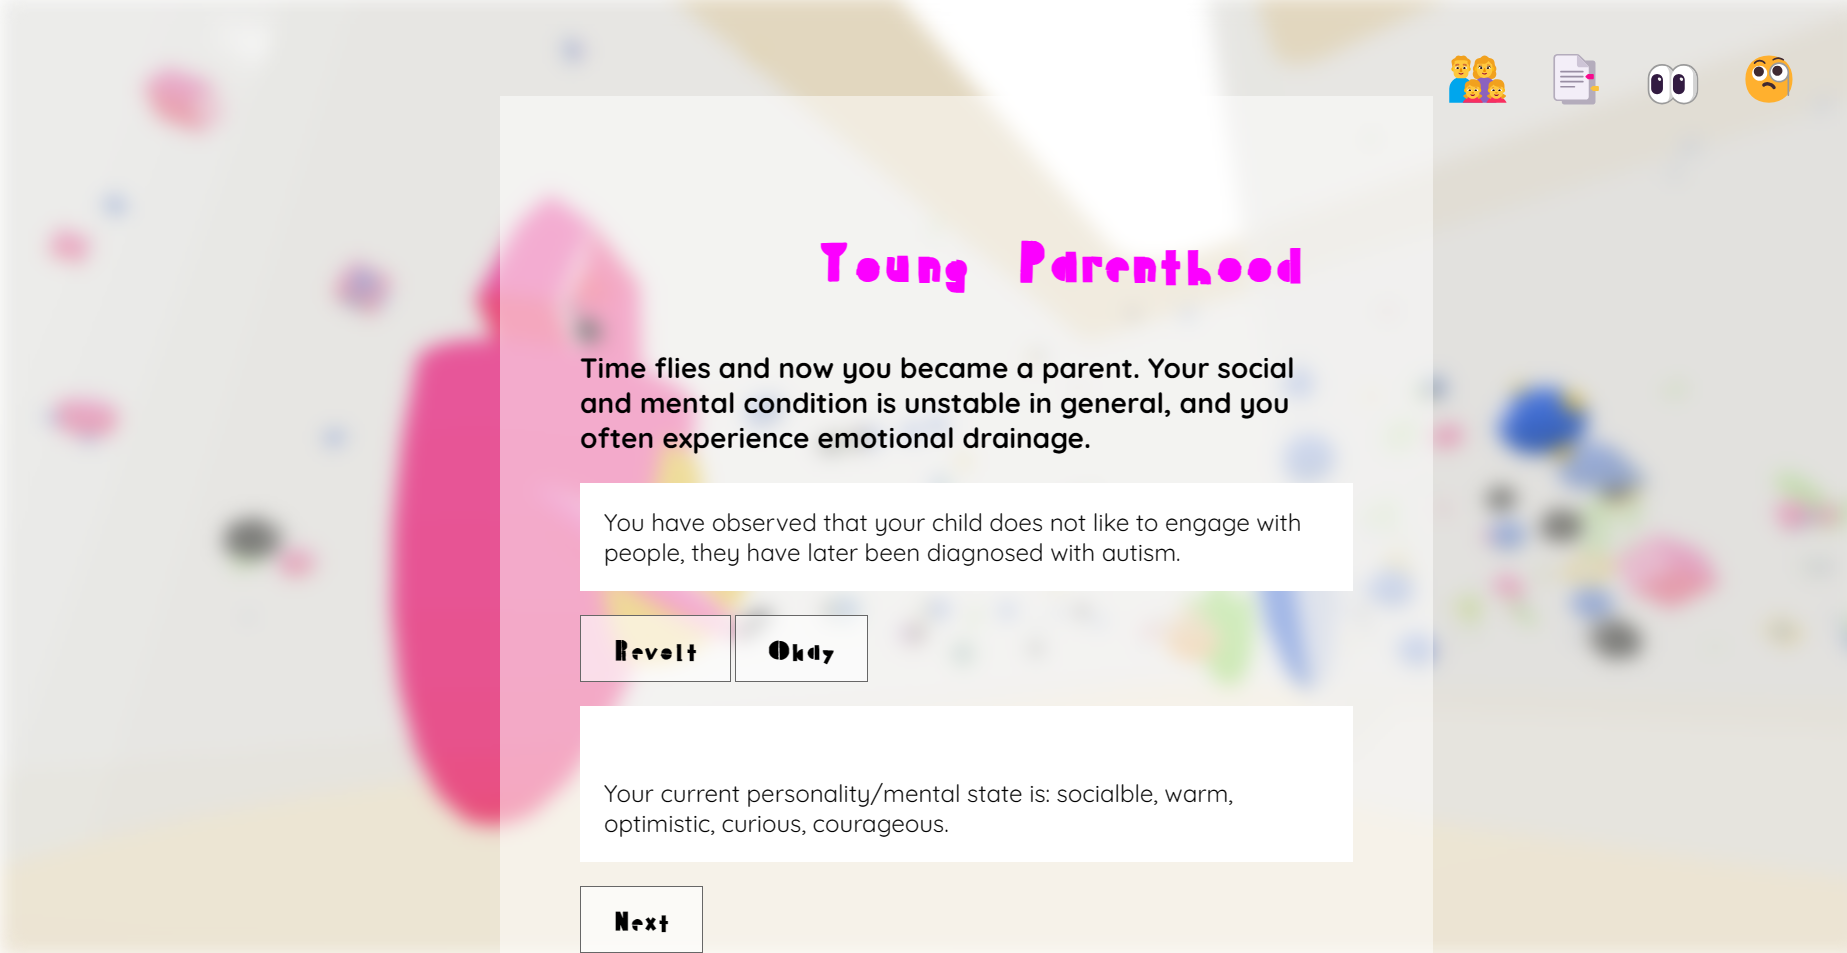 Young Parenthood
Time flies and now you became a parent. Your social
and mental condition is unstable in general, and you
often experience emotional drainage.
You have observed that your child does not like to engage with
people, they have later been diagnosed with autism.
Revolt Okay
Your current personality/mental state is: socialble, warm,
optimistic, curious, courageous.
Next